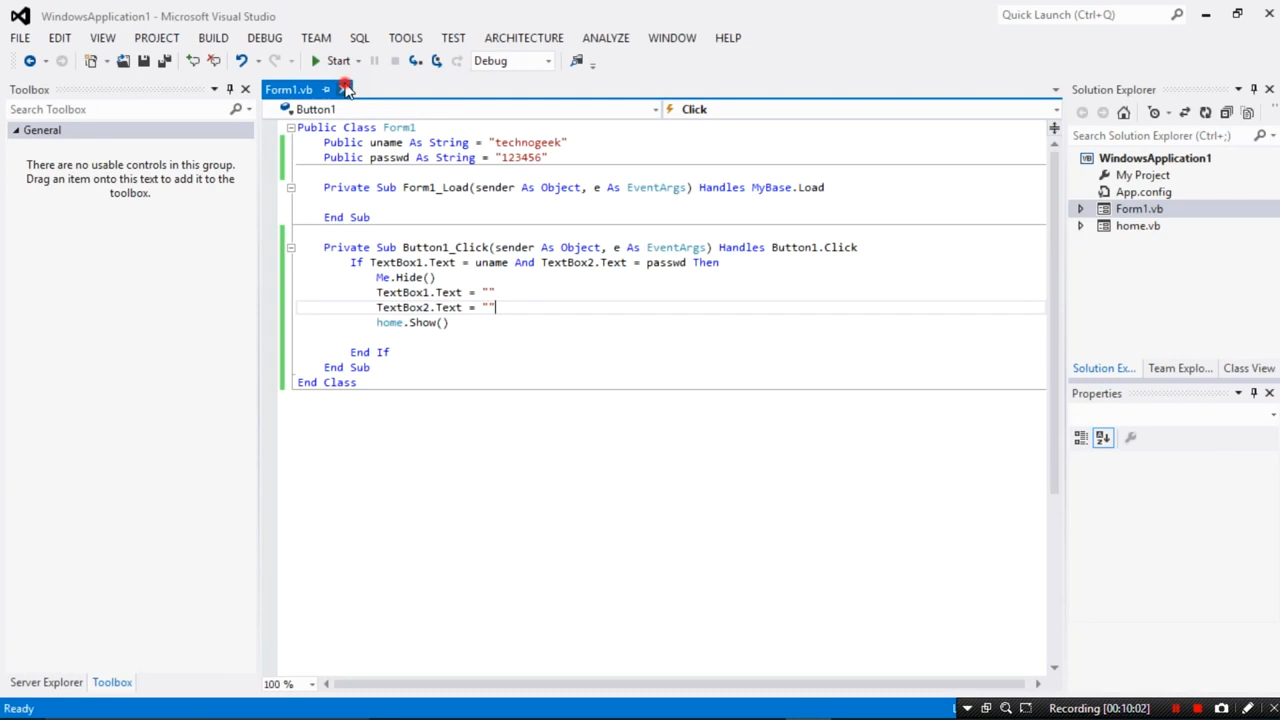 WindowsApplication1 - Microsoft Visual Studio
Quick Launch (Ctrl+Q)
FILE EDIT VIEW PROJECT BUILD DEBUG TEAM SQL TOOLS TEST ARCHITECTURE ANALYZE WINDOW HELP
Start Debug
Toolbox
Search Toolbox
General
There are no usable controls in this group.
Drag an item onto this text to add it to the
toolbox.
Server Explorer Toolbox
Form1.vb
Button1 Click
Public Class Form1
Public uname As String = "technogeek"
Public passwd As String = "123456"
Private Sub Form1_Load(sender As Object, e As EventArgs) Handles MyBase.Load
End Sub
Private Sub Button1_Click(sender As Object, e As EventArgs) Handles Button1.Click
If TextBox1.Text = uname And TextBox2.Text = passwd Then
Me.Hide()
TextBox1.Text = ""
TextBox2.Text = ""
home.Show()
End If
End Sub
End Class
100 %
Solution Explorer
Search Solution Explorer (Ctrl+;)
WindowsApplication1
My Project
App.config
Form1.vb
home.vb
Solution Ex... Team Explo... Class View
Properties
Ready
Recording [00:10:02]